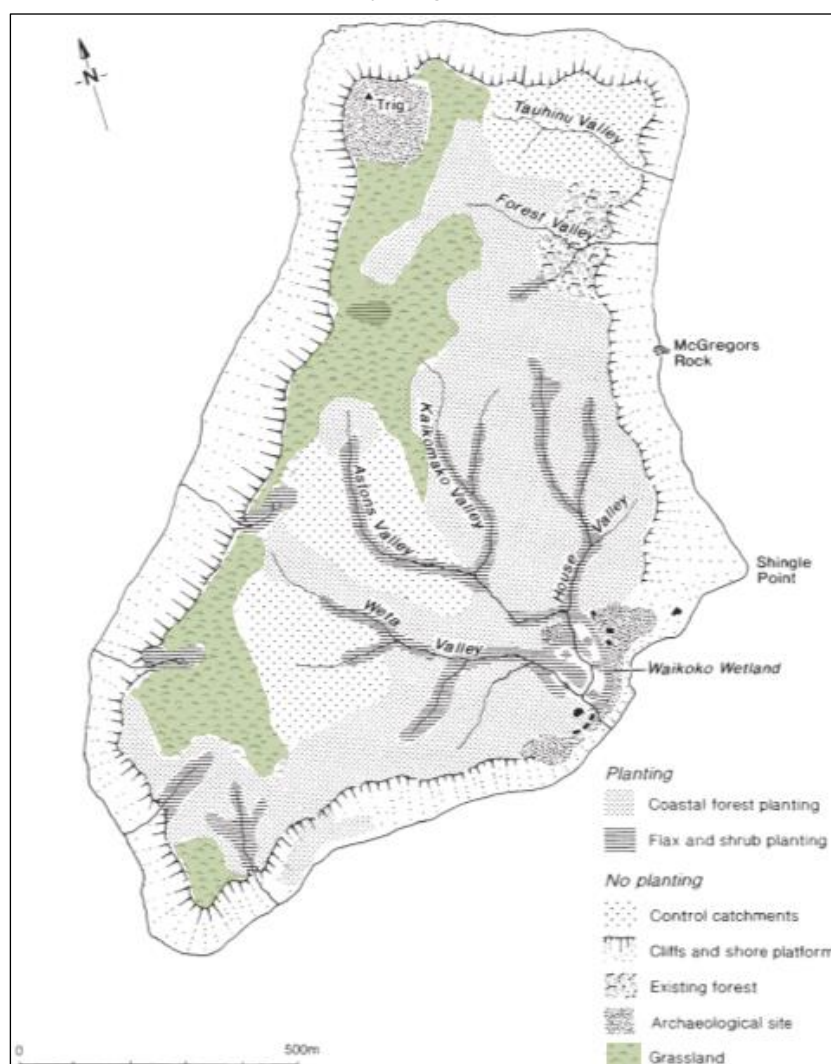 -N-
Trig
Tauhinu Valley
Forest Valley
McGregors
Rock
Kaikomako Valley
Astons Valley
House Valley
Shingle
Point
Weta Valley
Waikoko Wetland
Planting
Coastal forest planting
Flax and shrub planting
No planting
Control catchments
Cliffs and shore platform
Existing forest
Archaeological site
Grassland
0 500m